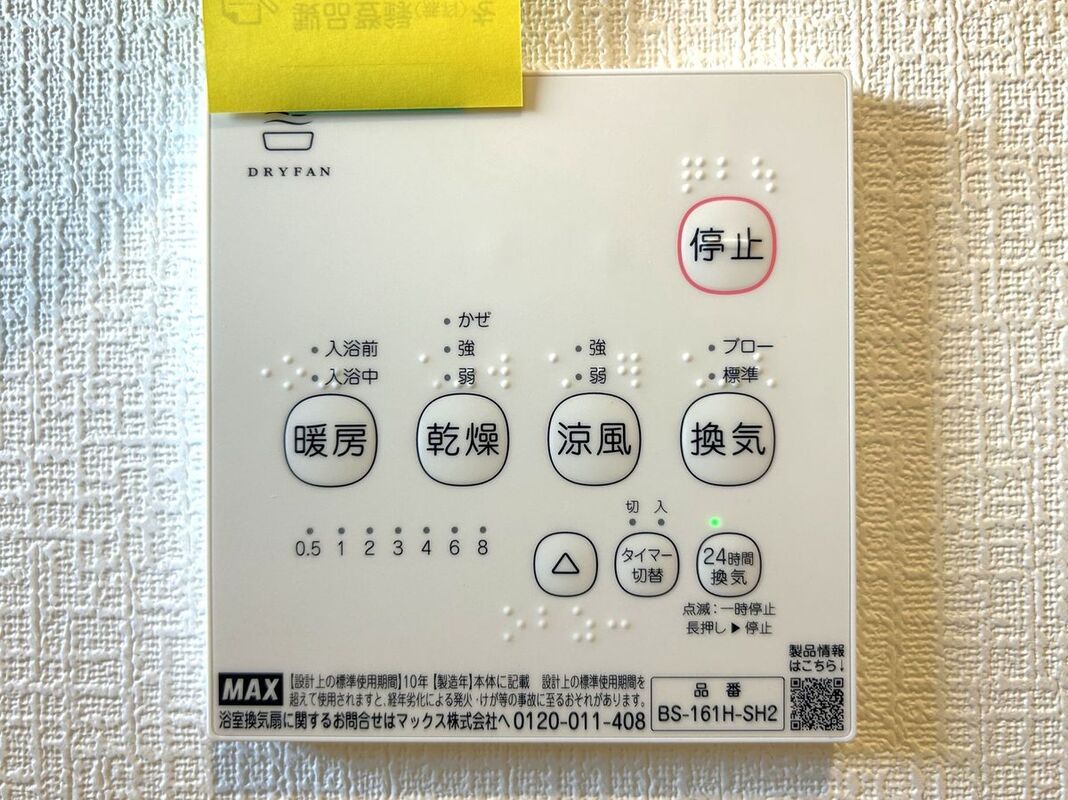 DRYFAN
停止
かぜ
入浴前
強
強
ブロー
入浴中
弱
弱
標準
暖房
乾燥
涼風
換気
切 入
0.5 1 2 3 4 6 8
△
タイマー
切替
24時間
換気
点滅：一時停止
長押し▶停止
製品情報
はこちら↓
MAX
【設計上の標準使用期間】10年【製造年】本体に記載 設計上の標準使用期間を
超えて使用されますと、経年劣化による発火・けが等の事故に至るおそれがあります。
浴室換気扇に関するお問合せはマックス株式会社へ 0120-011-408
品番
BS-161H-SH2